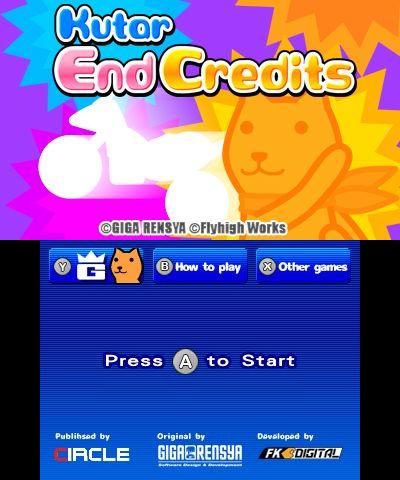 Kutar
End Credits
©GIGA RENSYA ©Flyhigh Works
Y G B How to play X Other games
Press A to Start
Publihsed by Original by Developed by
CIRCLE GIGA RENSYA FK DIGITAL
Software Design & Development